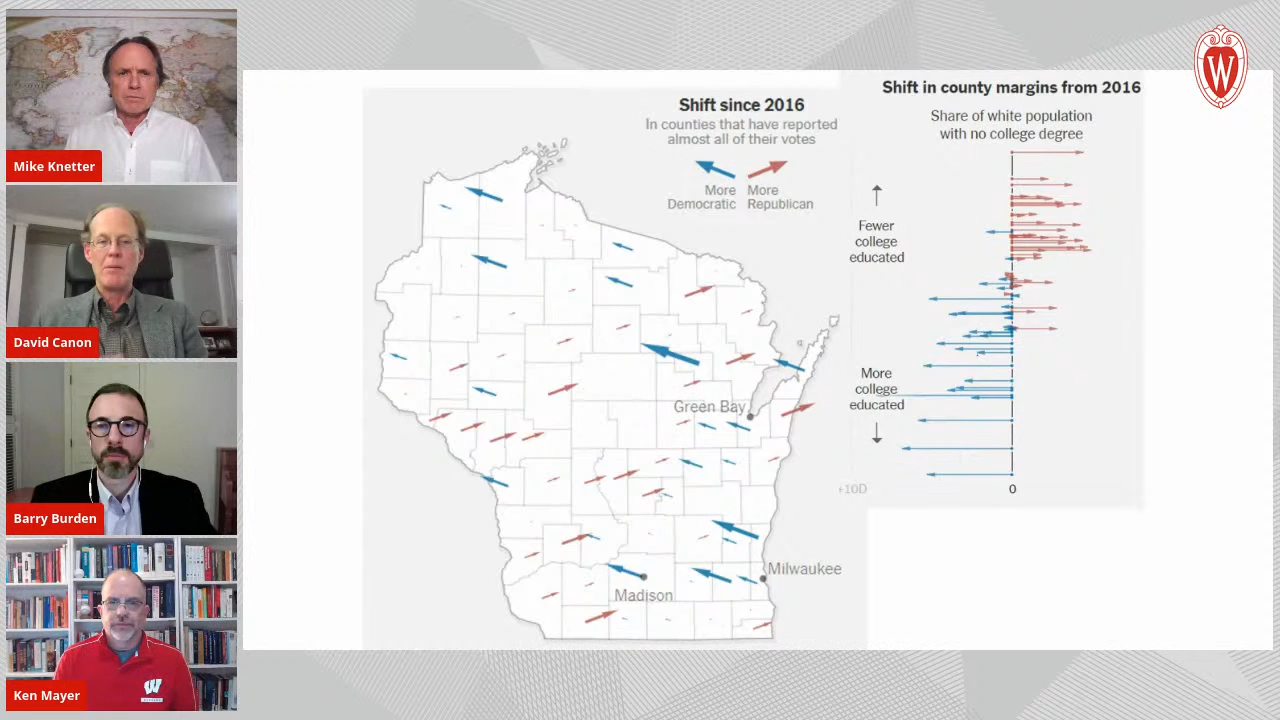 Mike Knetter
David Canon
Barry Burden
Ken Mayer
W
Shift since 2016
In counties that have reported
almost all of their votes
More
Democratic
More
Republican
Green Bay
Madison
Milwaukee
Shift in county margins from 2016
Share of white population
with no college degree
Fewer
college
educated
More
college
educated
+10D
0
W